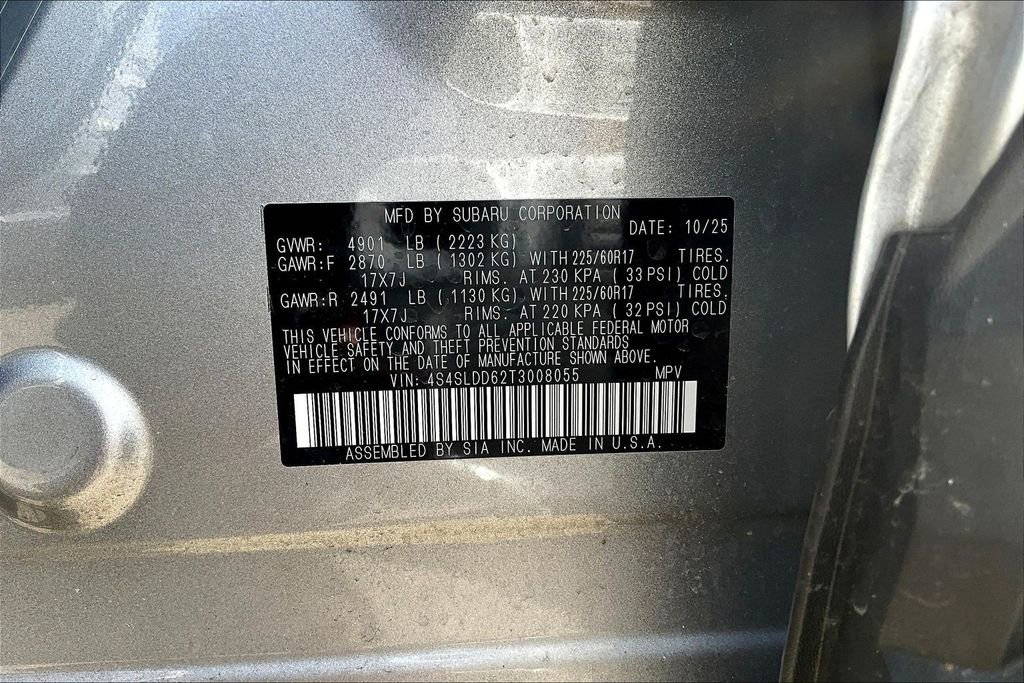 MFD BY SUBARU CORPORATION
DATE: 10/25
GVWR: 4901 LB ( 2223 KG)
GAWR:F 2870 LB ( 1302 KG) WITH 225/60R17 TIRES.
17X7J RIMS. AT 230 KPA ( 33 PSI) COLD
GAWR:R 2491 LB ( 1130 KG) WITH 225/60R17 TIRES.
17X7J RIMS. AT 220 KPA ( 32 PSI) COLD
THIS VEHICLE CONFORMS TO ALL APPLICABLE FEDERAL MOTOR
VEHICLE SAFETY AND THEFT PREVENTION STANDARDS
IN EFFECT ON THE DATE OF MANUFACTURE SHOWN ABOVE.
VIN: 4S4SLDD62T3008055 MPV
ASSEMBLED BY SIA INC. MADE IN U.S.A.